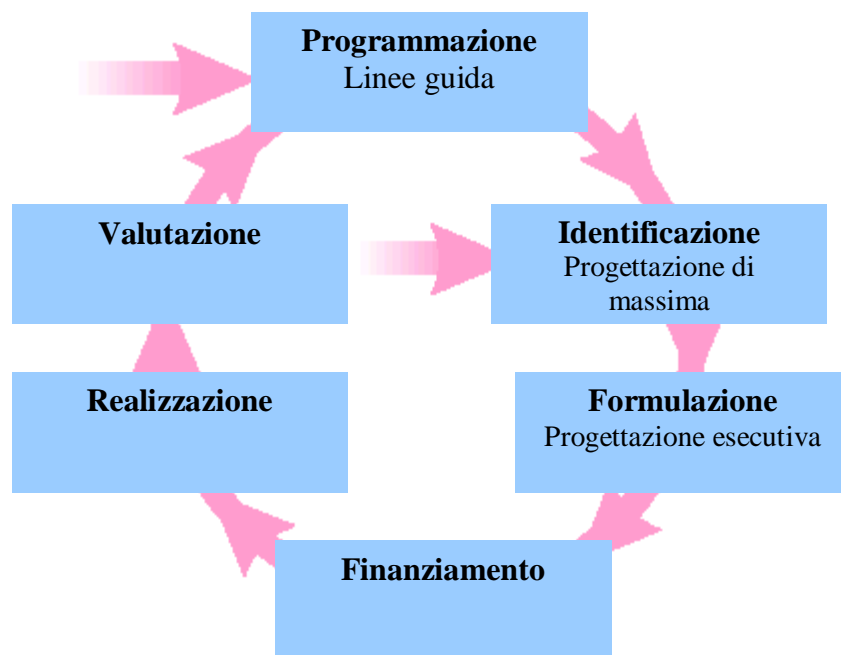 Programmazione
Linee guida
Valutazione
Identificazione
Progettazione di
massima
Realizzazione
Formulazione
Progettazione esecutiva
Finanziamento